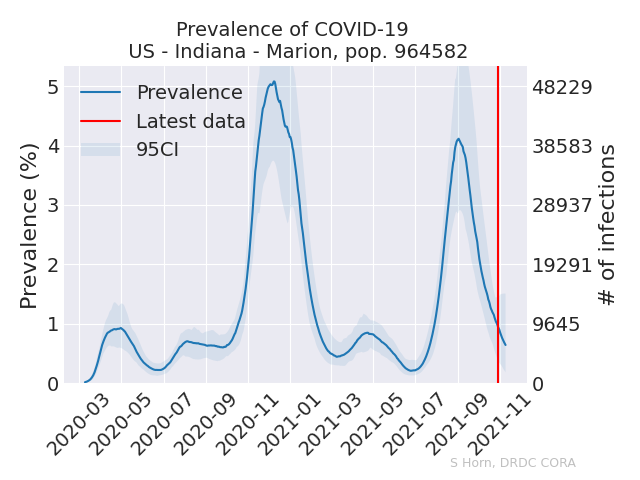 Prevalence of COVID-19
US - Indiana - Marion, pop. 964582
Prevalence
Latest data
95CI
Prevalence (%)
5
4
3
2
1
0
48229
38583
28937
19291
9645
0
# of infections
2020-03
2020-05
2020-07
2020-09
2020-11
2021-01
2021-03
2021-05
2021-07
2021-09
2021-11
S Horn, DRDC CORA